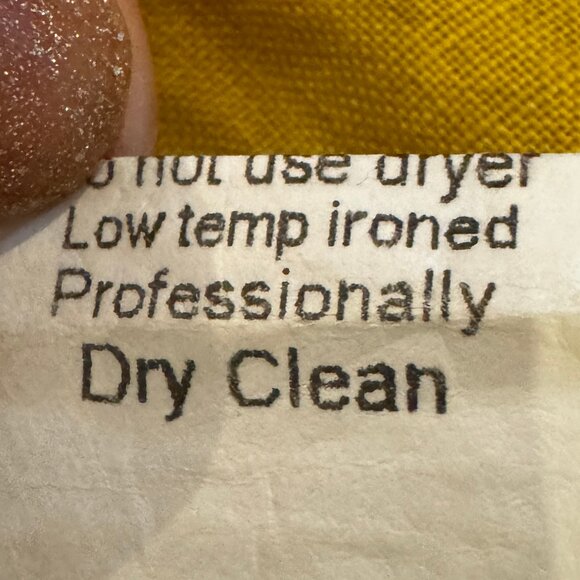 o not use dryer
Low temp ironed
Professionally
Dry Clean